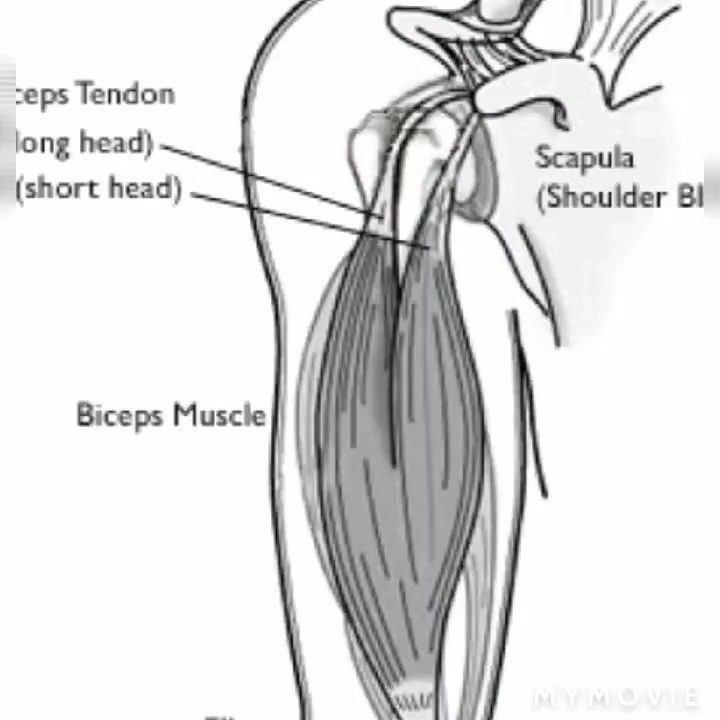 ceps Tendon
long head)
(short head)
Scapula
(Shoulder Bl
Biceps Muscle
MYMOVIE